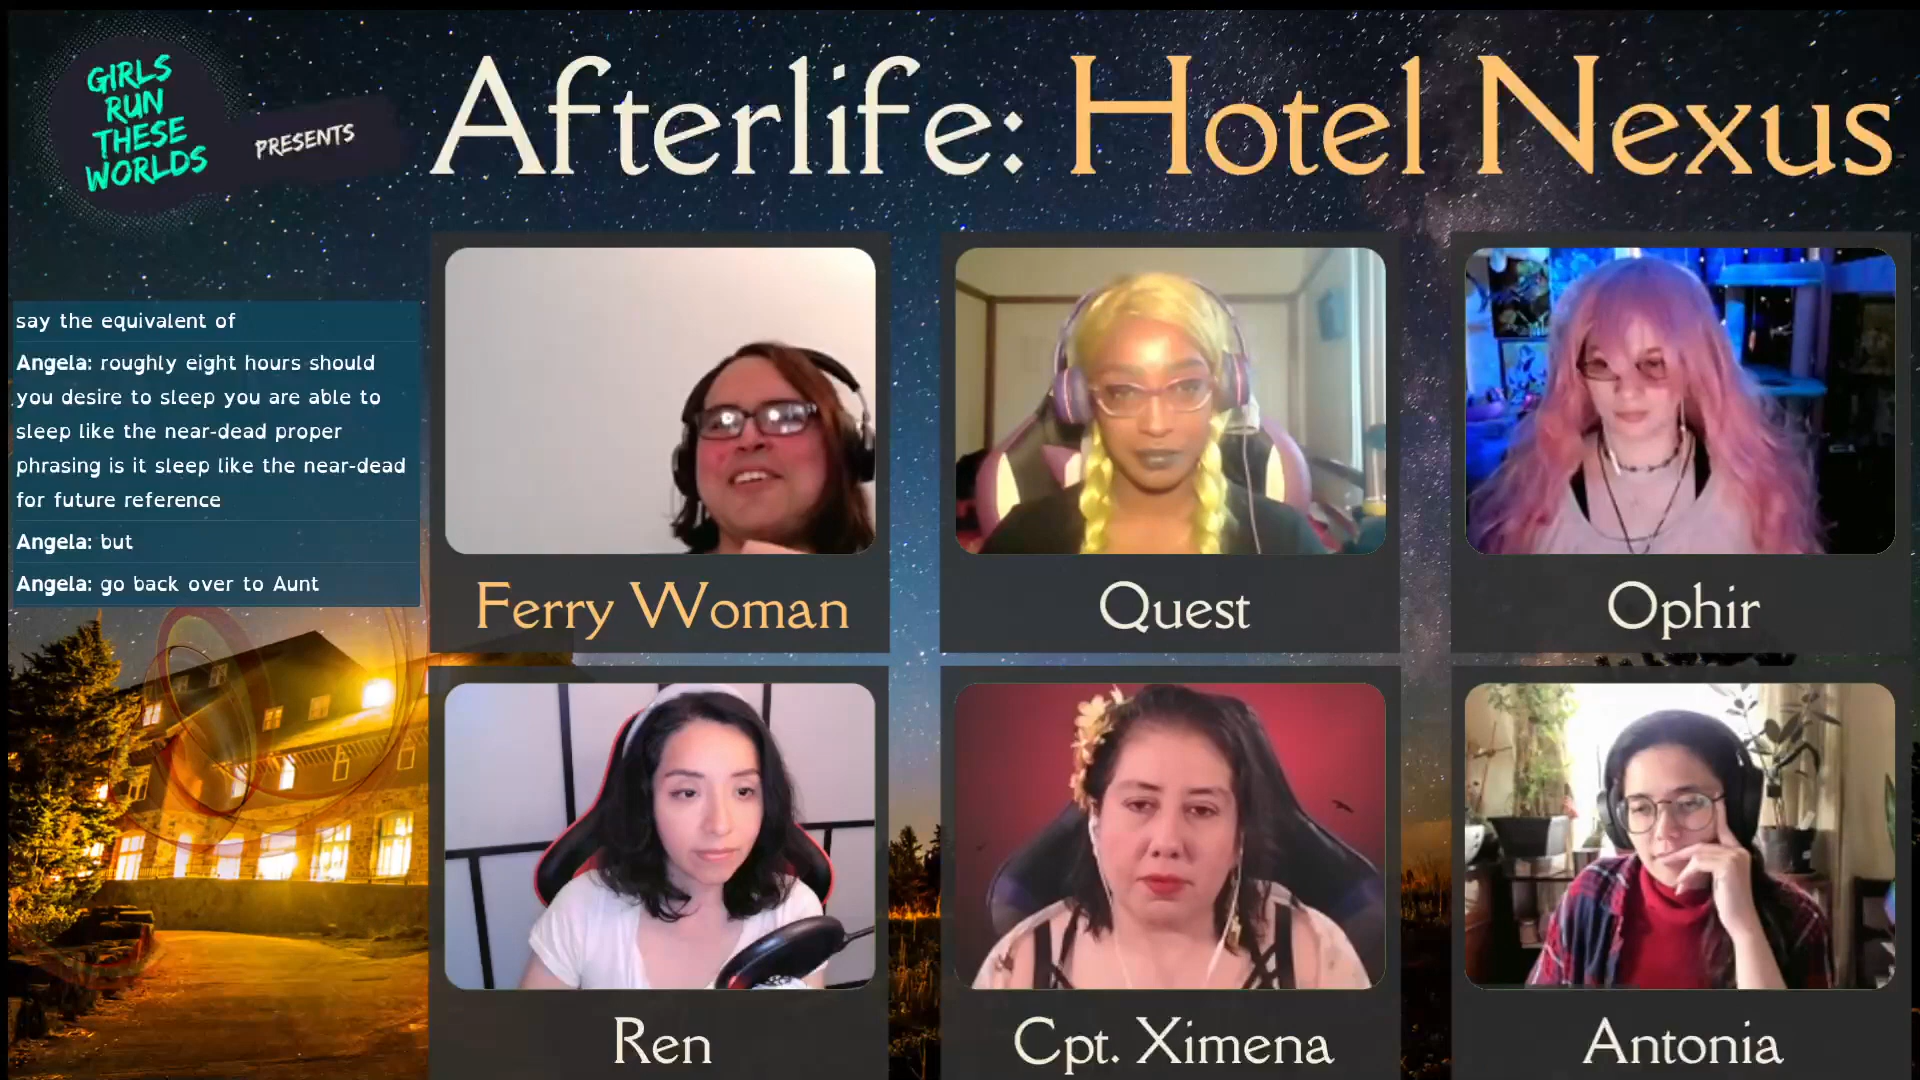 GIRLS
RUN
THESE
WORLDS
PRESENTS
Afterlife: Hotel Nexus
say the equivalent of
Angela: roughly eight hours should
you desire to sleep you are able to
sleep like the near-dead proper
phrasing is it sleep like the near-dead
for future reference
Angela: but
Angela: go back over to Aunt
Ferry Woman
Quest
Ophir
Ren
Cpt. Ximena
Antonia